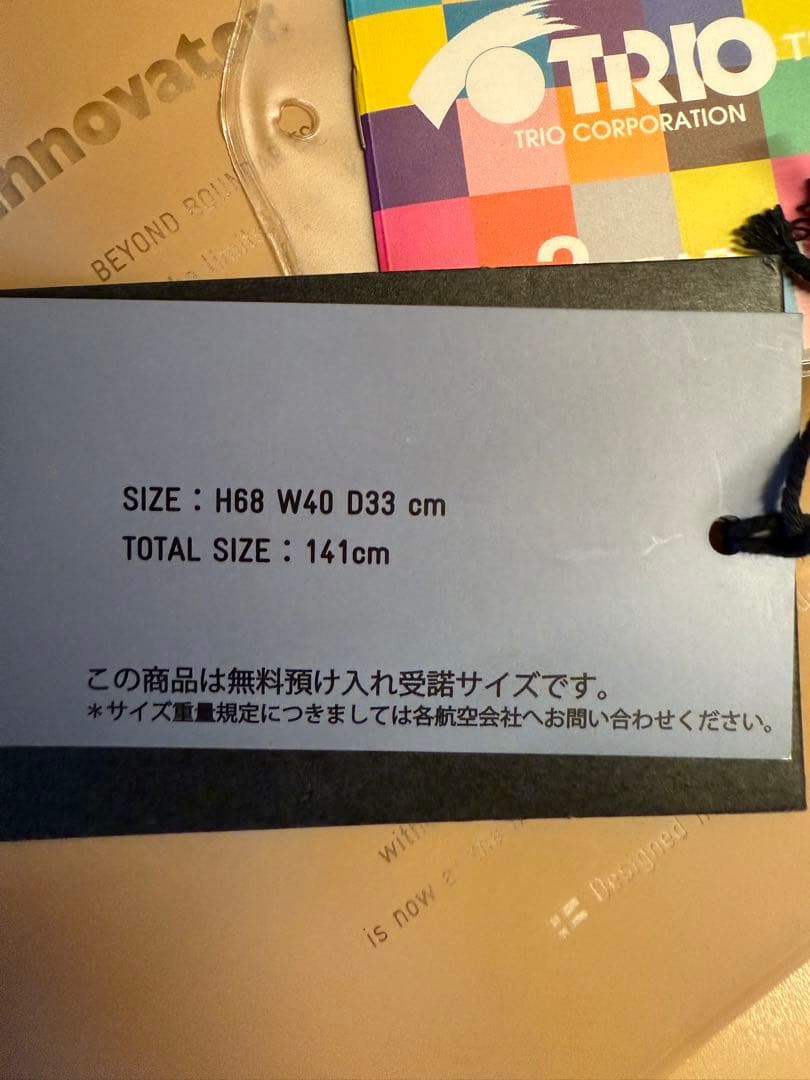 innovator
BEYOND
TRIO
TRIO CORPORATION
SIZE : H68 W40 D33 cm
TOTAL SIZE : 141cm
この商品は無料預け入れ受諾サイズです。
*サイズ重量規定につきましては各航空会社へお問い合わせください。
is now
Designed